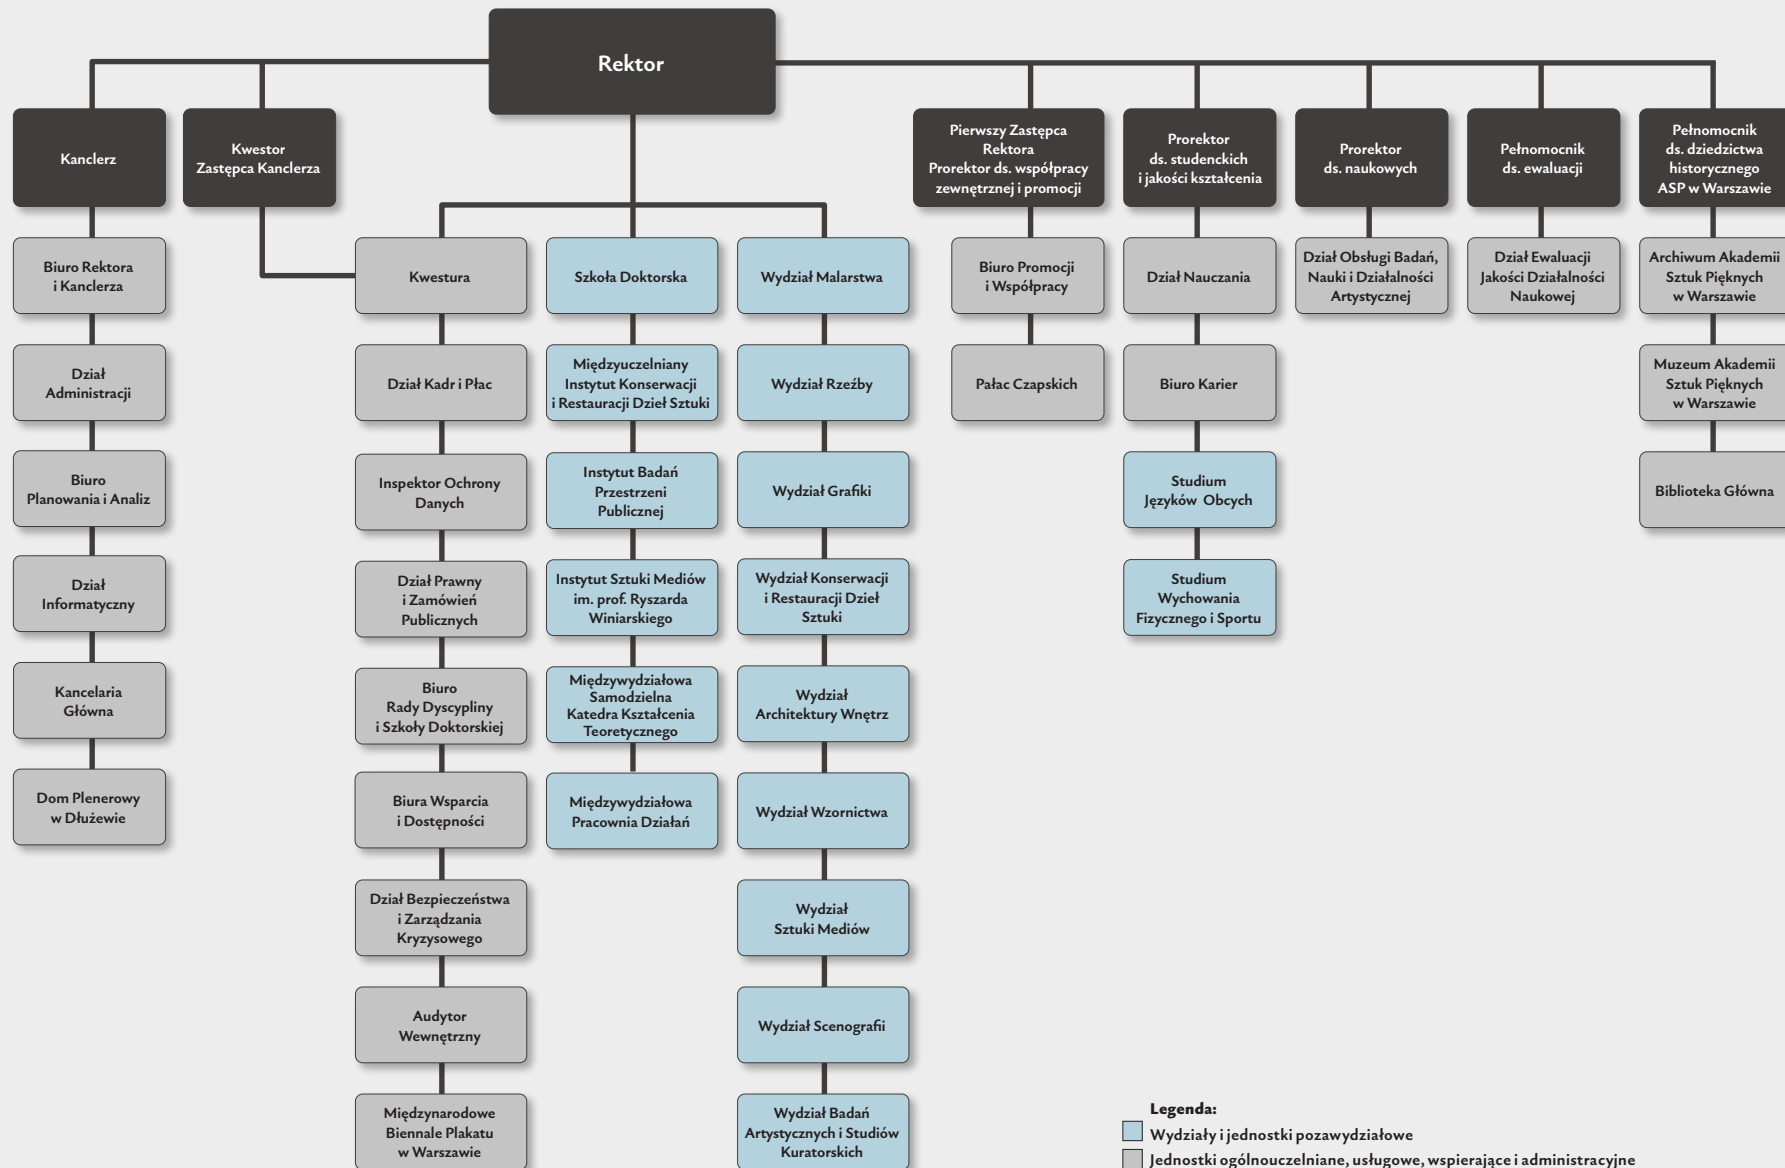 Rektor
Kanclerz
Kwestor
Zastępca Kanclerza
Pierwszy Zastępca
Rektora
Prorektor ds. współpracy
zewnętrznej i promocji
Prorektor
ds. studenckich
i jakości kształcenia
Prorektor
ds. naukowych
Pełnomocnik
ds. ewaluacji
Pełnomocnik
ds. dziedzictwa
historycznego
ASP w Warszawie
Biuro Rektora
i Kanclerza
Dział
Administracji
Biuro
Planowania i Analiz
Dział
Informatyczny
Kancelaria
Główna
Dom Plenerowy
w Dłużewie
Kwestura
Dział Kadr i Płac
Inspektor Ochrony
Danych
Dział Prawny
i Zamówień
Publicznych
Biuro
Rady Dyscypliny
i Szkoły Doktorskiej
Biura Wsparcia
i Dostępności
Dział Bezpieczeństwa
i Zarządzania
Kryzysowego
Audytor
Wewnętrzny
Międzynarodowe
Biennale Plakatu
w Warszawie
Szkoła Doktorska
Międzyuczelniany
Instytut Konserwacji
i Restauracji Dzieł Sztuki
Instytut Badań
Przestrzeni
Publicznej
Instytut Sztuki Mediów
im. prof. Ryszarda
Winiarskiego
Międzywydziałowa
Samodzielna
Katedra Kształcenia
Teoretycznego
Międzywydziałowa
Pracownia Działań
Wydział Malarstwa
Wydział Rzeźby
Wydział Grafiki
Wydział Konserwacji
i Restauracji Dzieł
Sztuki
Wydział
Architektury Wnętrz
Wydział Wzornictwa
Wydział
Sztuki Mediów
Wydział Scenografii
Wydział Badań
Artystycznych i Studiów
Kuratorskich
Biuro Promocji
i Współpracy
Pałac Czapskich
Dział Nauczania
Biuro Karier
Studium
Języków Obcych
Studium
Wychowania
Fizycznego i Sportu
Dział Obsługi Badań,
Nauki i Działalności
Artystycznej
Dział Ewaluacji
Jakości Działalności
Naukowej
Archiwum Akademii
Sztuk Pięknych
w Warszawie
Muzeum Akademii
Sztuk Pięknych
w Warszawie
Biblioteka Główna
Legenda:
Wydziały i jednostki pozawydziałowe
Jednostki ogólnouczelniane, usługowe, wspierające i administracyjne